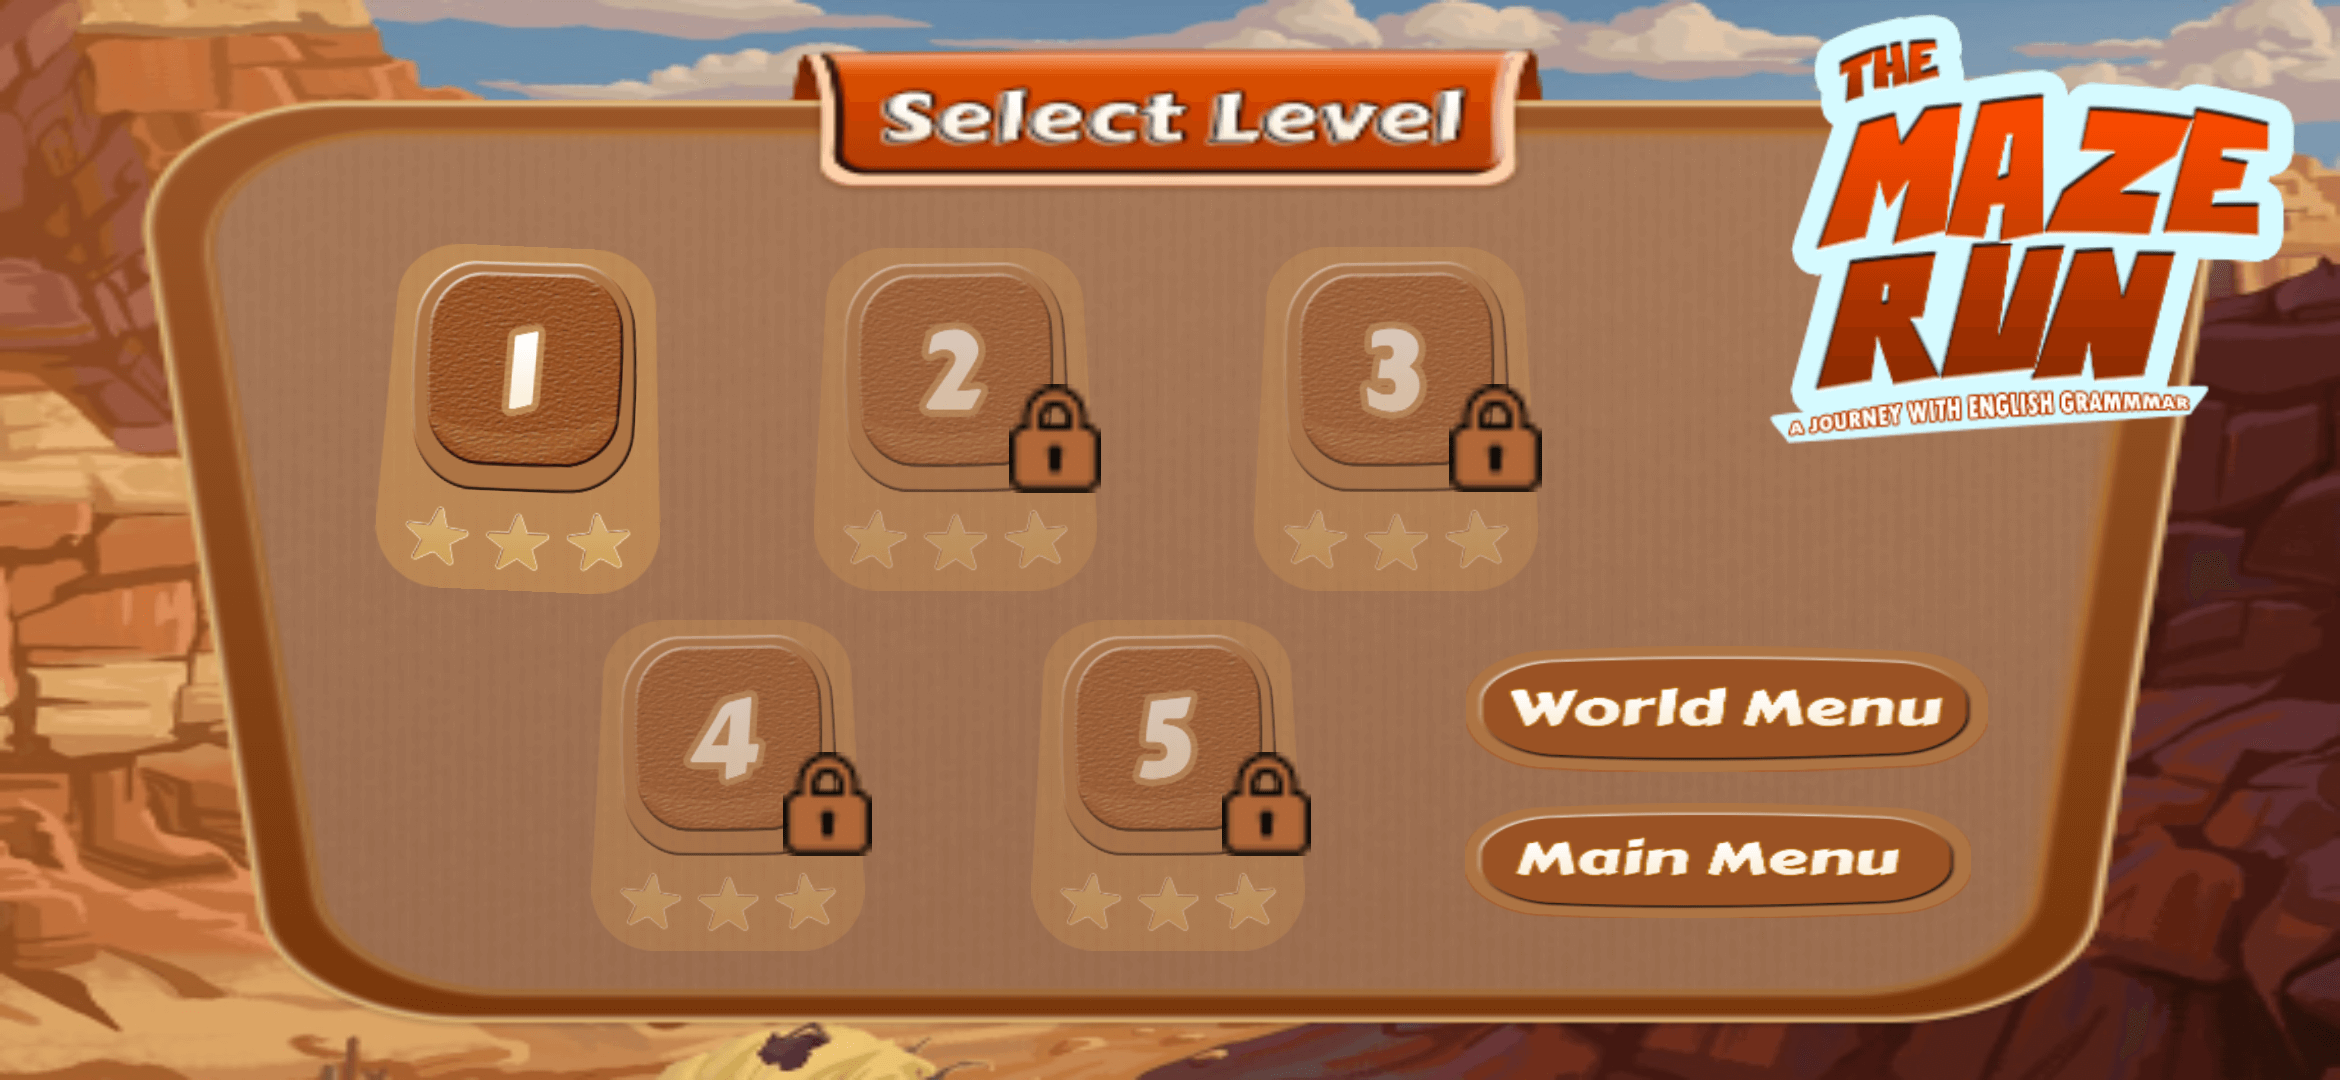 Select Level
THE
MAZE
RUN
A JOURNEY WITH ENGLISH GRAMMMAR
1
2
3
4
5
World Menu
Main Menu